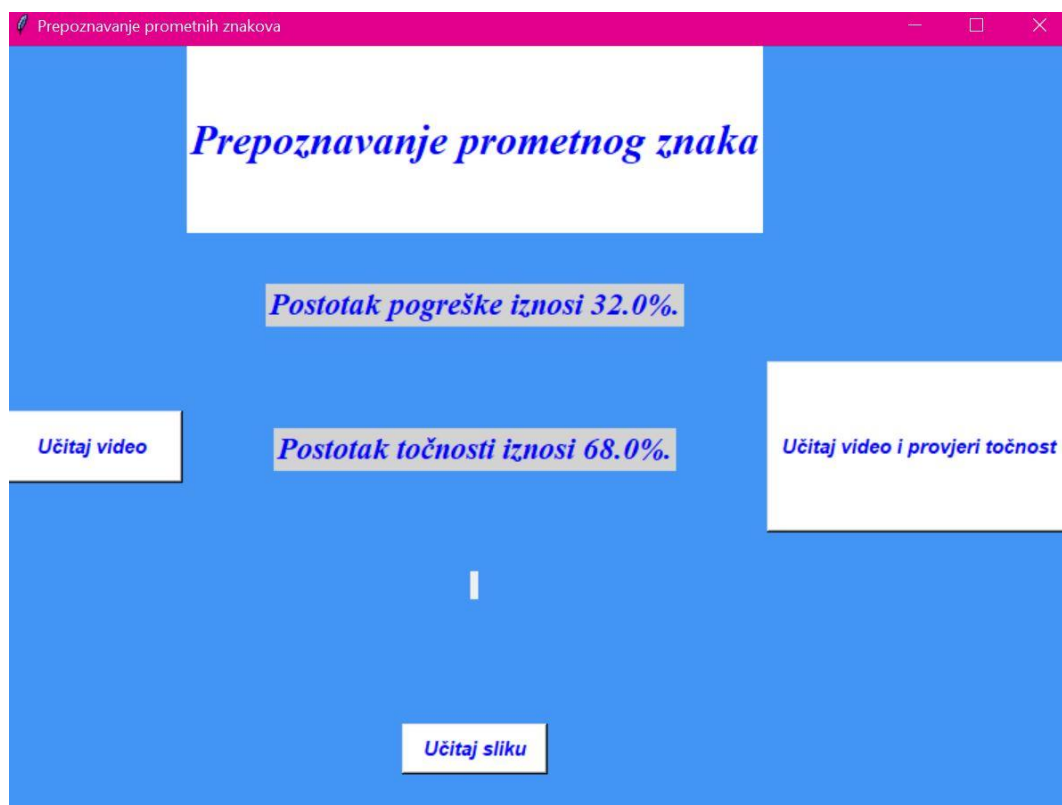 Prepoznavanje prometnih znakova
Prepoznavanje prometnog znaka
Postotak pogreške iznosi 32.0%.
Učitaj video
Postotak točnosti iznosi 68.0%.
Učitaj video i provjeri točnost
Učitaj sliku